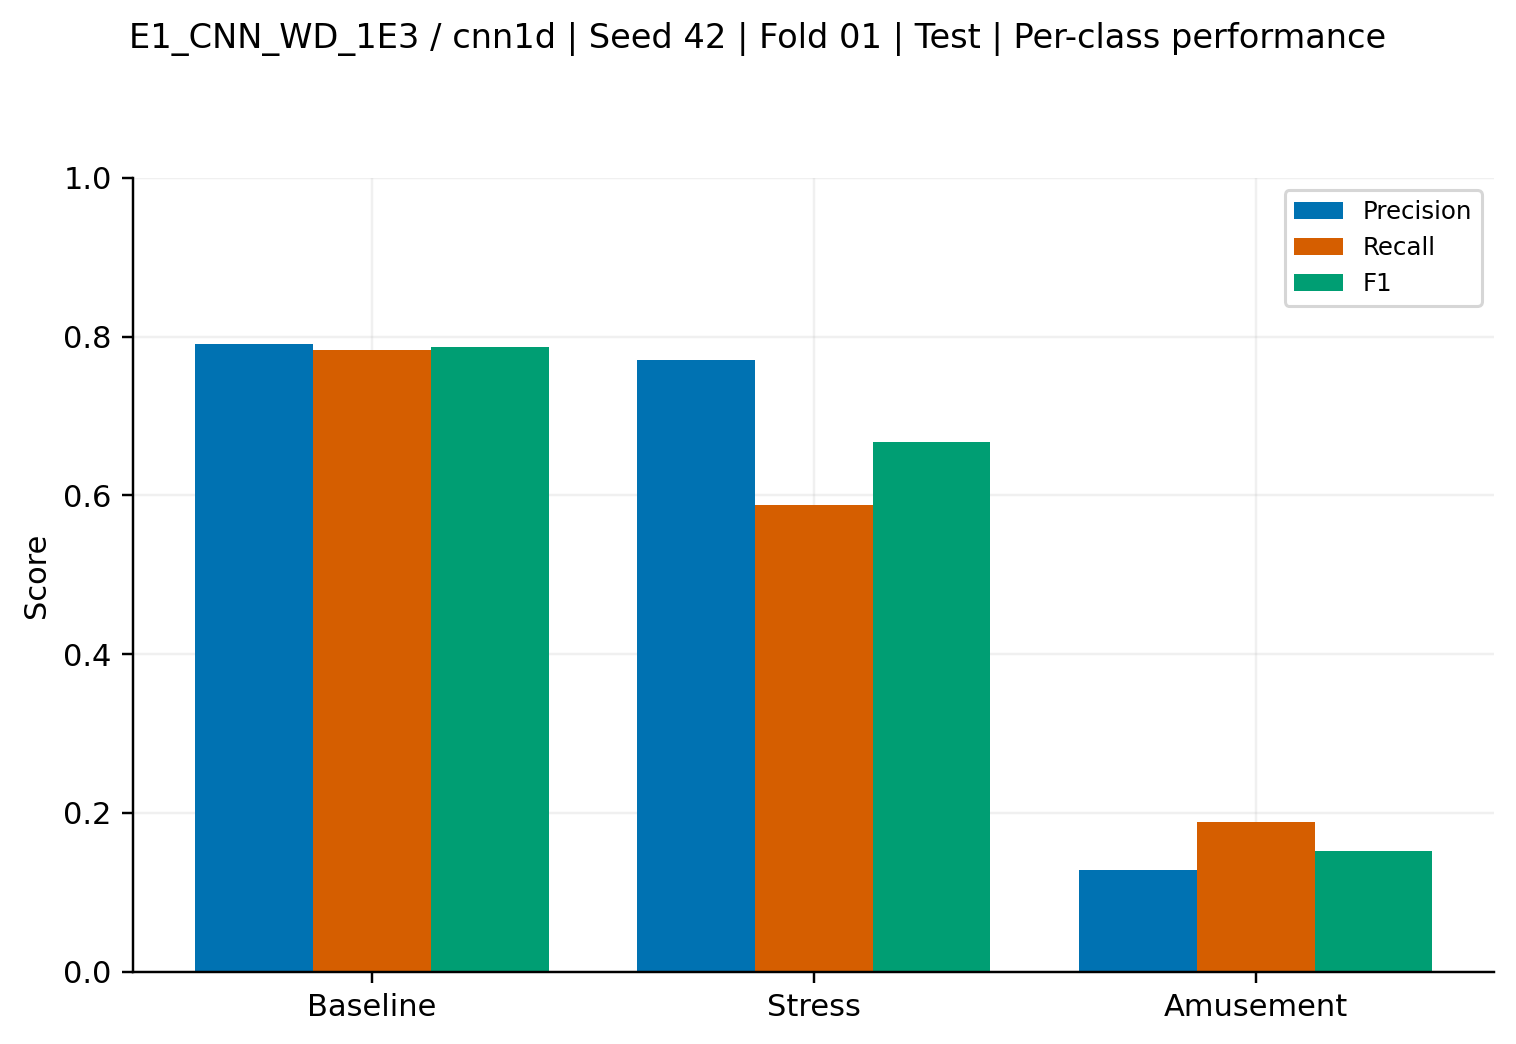 E1_CNN_WD_1E3 / cnn1d | Seed 42 | Fold 01 | Test | Per-class performance
1.0
0.8
0.6
0.4
0.2
0.0
Score
Precision
Recall
F1
Baseline
Stress
Amusement